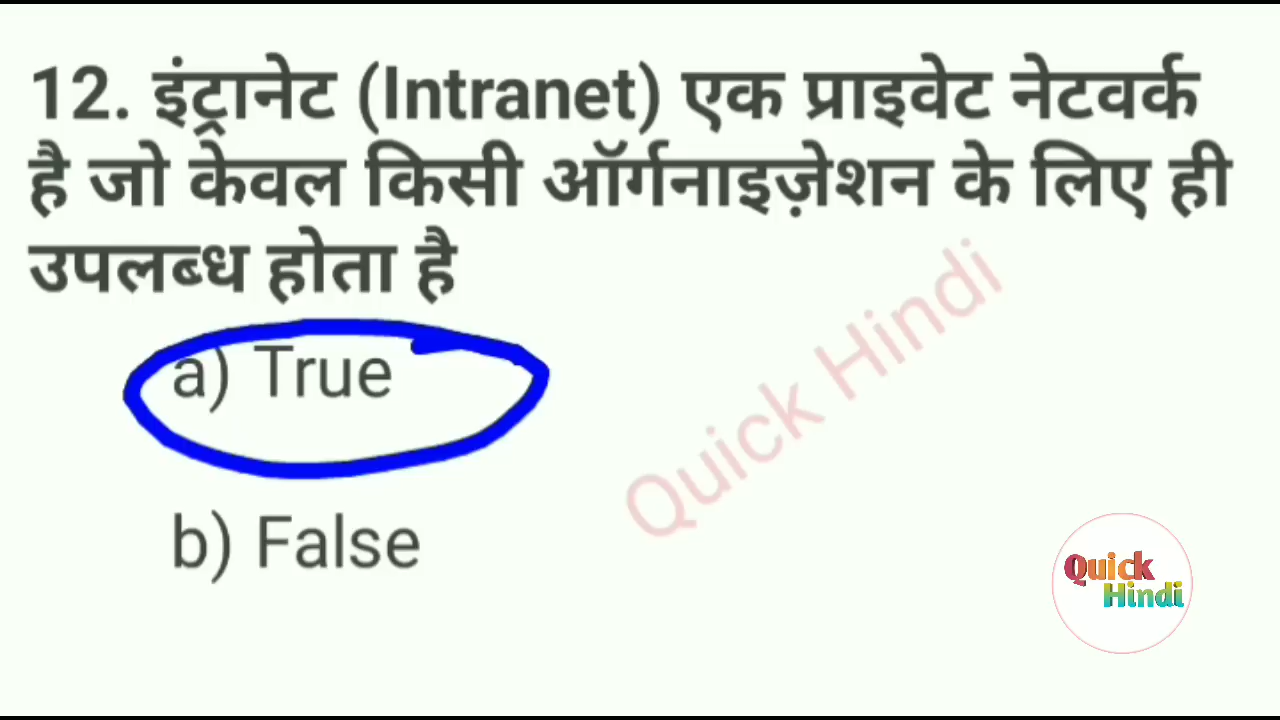 12. इंट्रानेट (Intranet) एक प्राइवेट नेटवर्क
है जो केवल किसी ऑर्गनाइज़ेशन के लिए ही
उपलब्ध होता है
a) True
b) False
Quick Hindi
Quick
Hindi